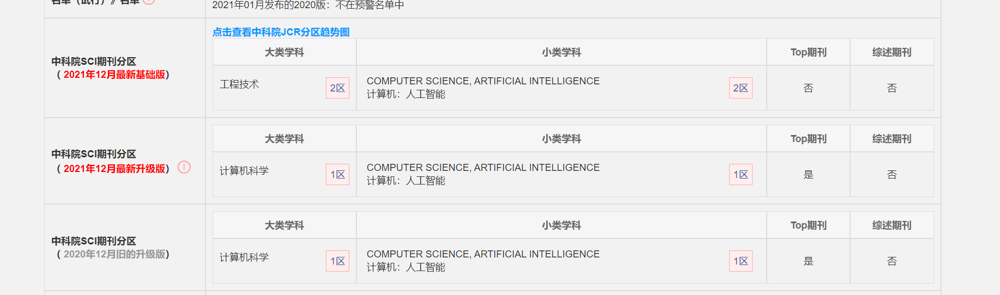 名单（试行）》名单
2021年01月发布的2020版：不在预警名单中
中科院SCI期刊分区
（ 2021年12月最新基础版）
点击查看中科院JCR分区趋势图
大类学科 小类学科 Top期刊 综述期刊
工程技术 2区 COMPUTER SCIENCE, ARTIFICIAL INTELLIGENCE 2区 否 否
计算机：人工智能
中科院SCI期刊分区
（ 2021年12月最新升级版）
大类学科 小类学科 Top期刊 综述期刊
计算机科学 1区 COMPUTER SCIENCE, ARTIFICIAL INTELLIGENCE 1区 是 否
计算机：人工智能
中科院SCI期刊分区
（ 2020年12月旧的升级版）
大类学科 小类学科 Top期刊 综述期刊
计算机科学 1区 COMPUTER SCIENCE, ARTIFICIAL INTELLIGENCE 1区 是 否
计算机：人工智能